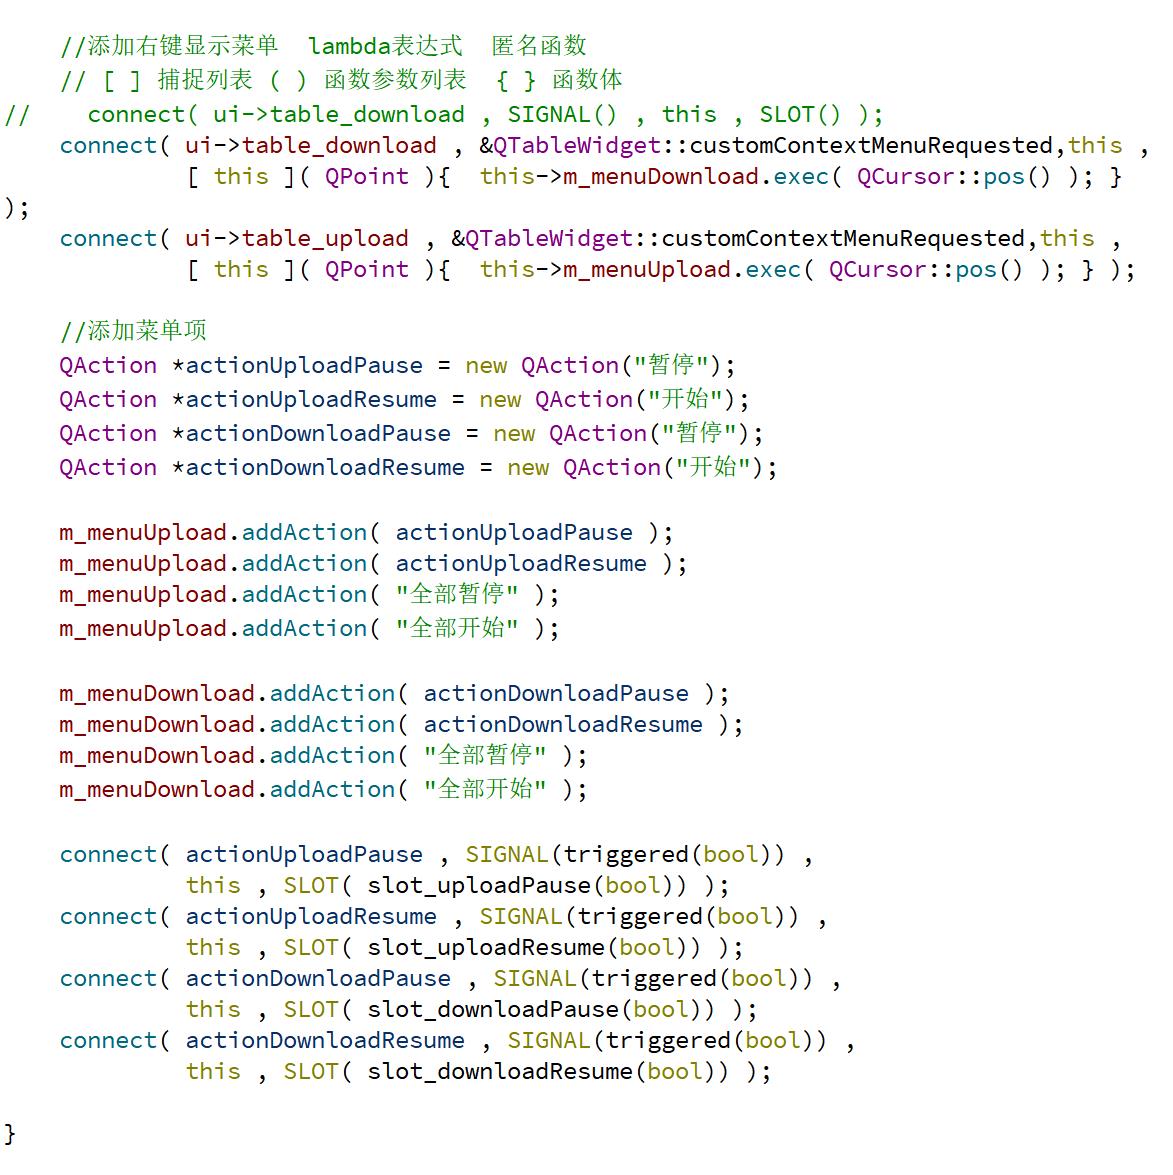 //添加右键显示菜单  lambda表达式  匿名函数
// [ ] 捕捉列表 ( ) 函数参数列表  { } 函数体
//    connect( ui->table_download , SIGNAL() , this , SLOT() );
connect( ui->table_download , &QTableWidget::customContextMenuRequested,this ,
[ this ]( QPoint ){  this->m_menuDownload.exec( QCursor::pos() ); }
);
connect( ui->table_upload , &QTableWidget::customContextMenuRequested,this ,
[ this ]( QPoint ){  this->m_menuUpload.exec( QCursor::pos() ); } );
//添加菜单项
QAction *actionUploadPause = new QAction("暂停");
QAction *actionUploadResume = new QAction("开始");
QAction *actionDownloadPause = new QAction("暂停");
QAction *actionDownloadResume = new QAction("开始");
m_menuUpload.addAction( actionUploadPause );
m_menuUpload.addAction( actionUploadResume );
m_menuUpload.addAction( "全部暂停" );
m_menuUpload.addAction( "全部开始" );
m_menuDownload.addAction( actionDownloadPause );
m_menuDownload.addAction( actionDownloadResume );
m_menuDownload.addAction( "全部暂停" );
m_menuDownload.addAction( "全部开始" );
connect( actionUploadPause , SIGNAL(triggered(bool)) ,
this , SLOT( slot_uploadPause(bool)) );
connect( actionUploadResume , SIGNAL(triggered(bool)) ,
this , SLOT( slot_uploadResume(bool)) );
connect( actionDownloadPause , SIGNAL(triggered(bool)) ,
this , SLOT( slot_downloadPause(bool)) );
connect( actionDownloadResume , SIGNAL(triggered(bool)) ,
this , SLOT( slot_downloadResume(bool)) );
}